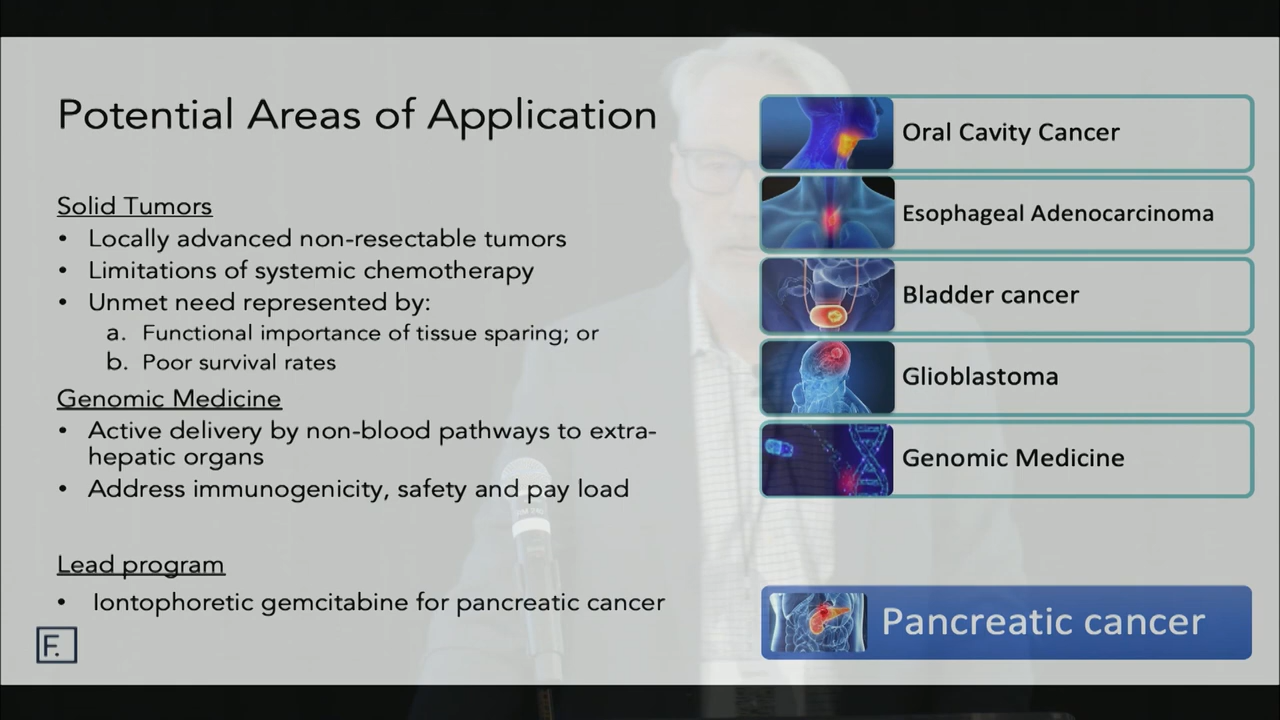 Potential Areas of Application
Solid Tumors
• Locally advanced non-resectable tumors
• Limitations of systemic chemotherapy
• Unmet need represented by:
a. Functional importance of tissue sparing; or
b. Poor survival rates
Genomic Medicine
• Active delivery by non-blood pathways to extra-
hepatic organs
• Address immunogenicity, safety and pay load
Lead program
• Iontophoretic gemcitabine for pancreatic cancer
F.
Oral Cavity Cancer
Esophageal Adenocarcinoma
Bladder cancer
Glioblastoma
Genomic Medicine
Pancreatic cancer